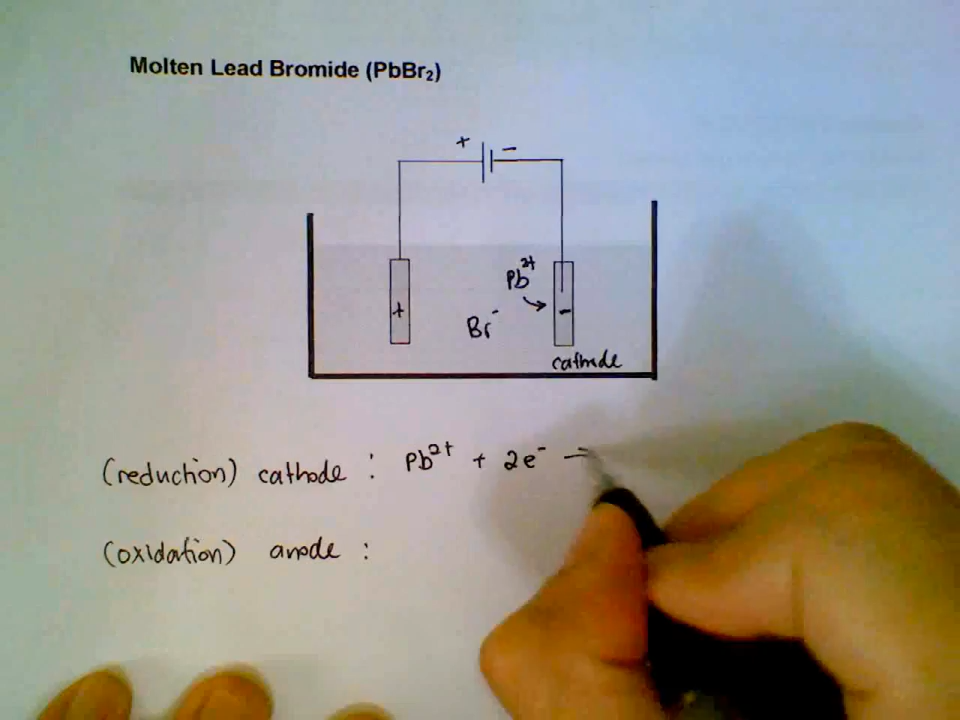 Molten Lead Bromide (PbBr₂)
+ −
Pb²⁺
+ −
Br⁻
cathode
(reduction) cathode : Pb²⁺ + 2e⁻ →
(oxidation) anode :